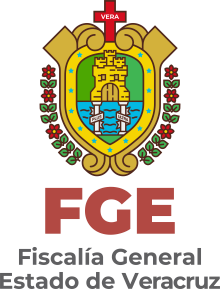 VERA
FGE
Fiscalía General
Estado de Veracruz